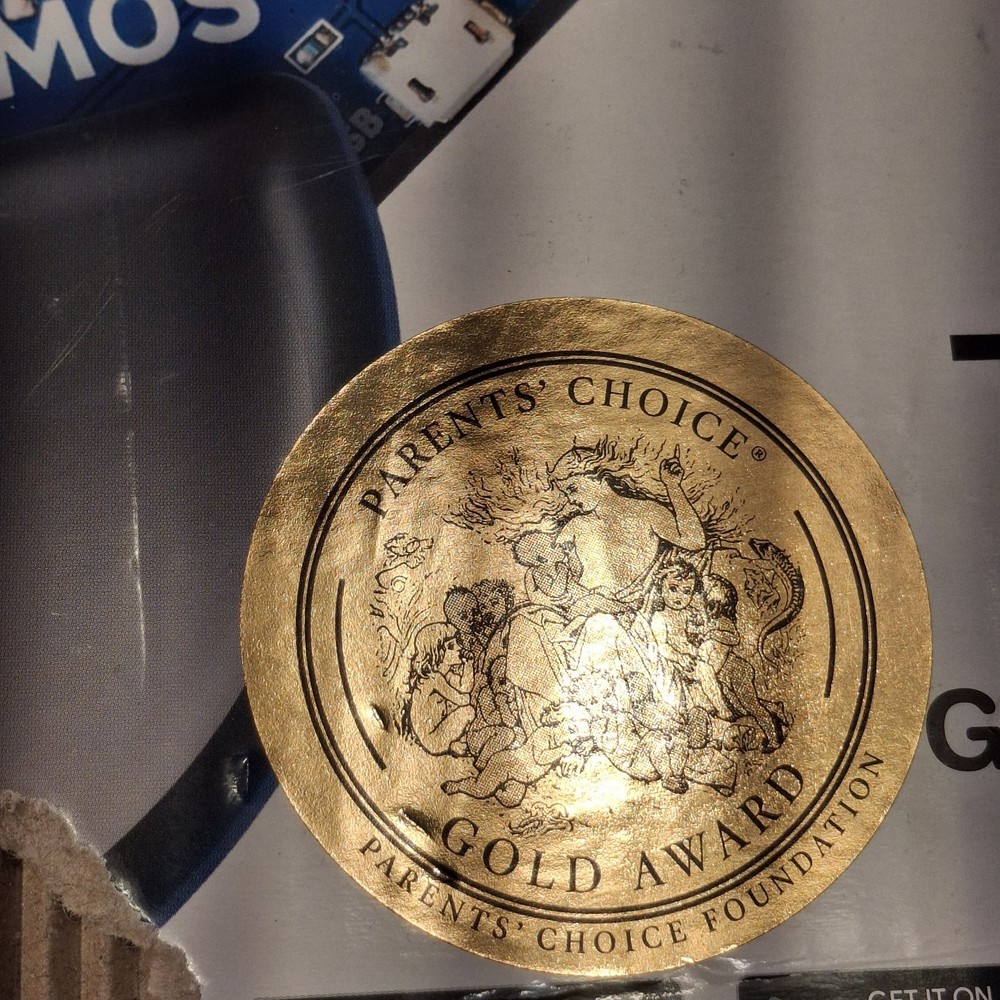 MOS
PARENTS' CHOICE®
GOLD AWARD
PARENTS' CHOICE FOUNDATION
G
GET IT ON